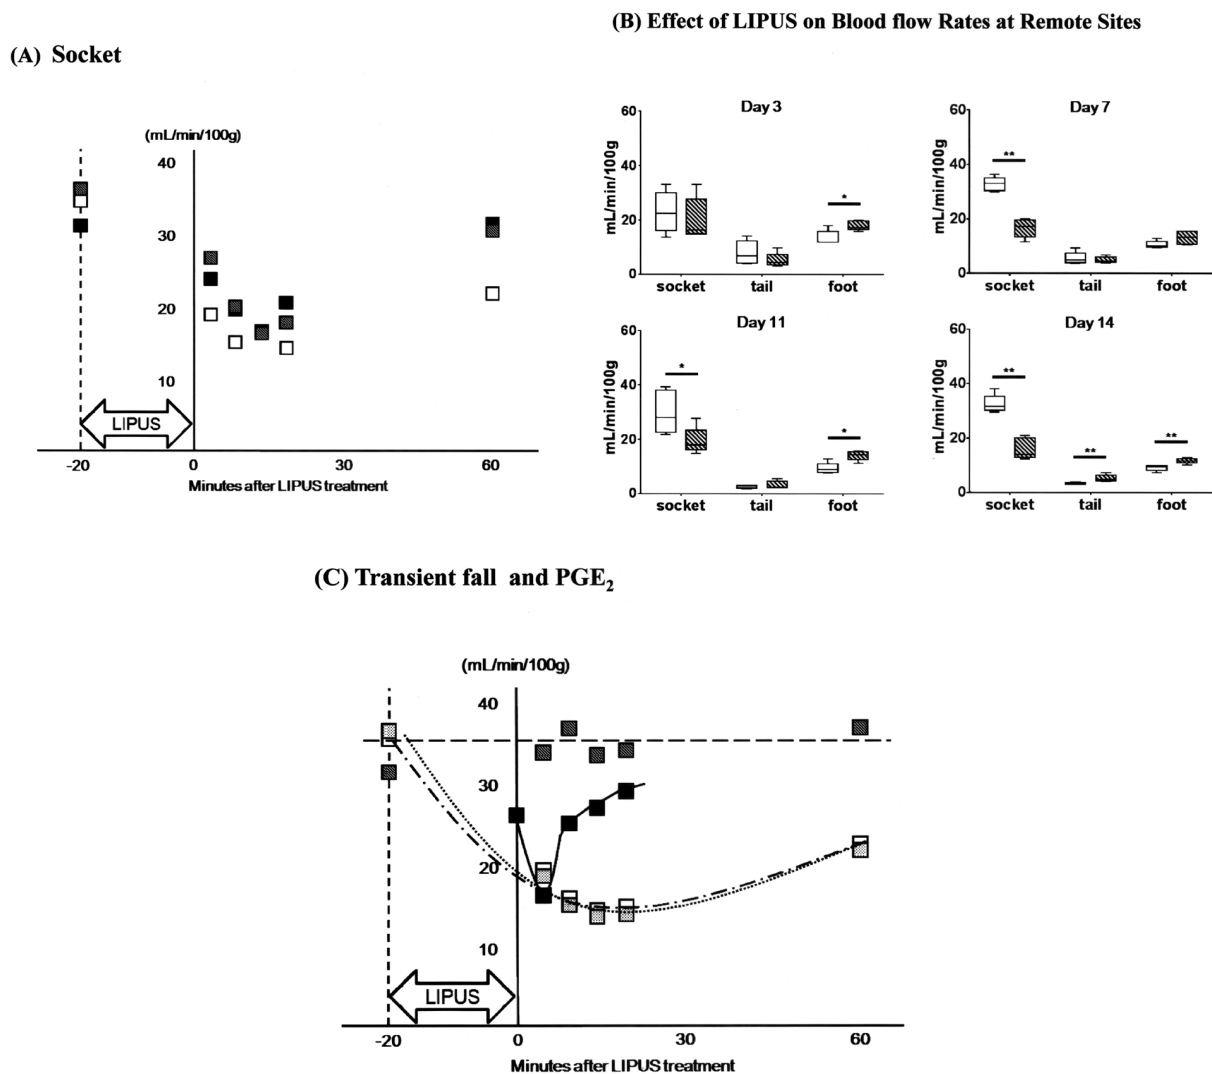 (B) Effect of LIPUS on Blood flow Rates at Remote Sites
(A) Socket
(mL/min/100g)
40
30
20
10
LIPUS
-20 0 30 60
Minutes after LIPUS treatment
Day 3
mL/min/100g
60
40
20
0
*
socket tail foot
Day 7
mL/min/100g
60
40
20
0
**
socket tail foot
Day 11
mL/min/100g
60
40
20
0
*
*
socket tail foot
Day 14
mL/min/100g
60
40
20
0
**
**
**
socket tail foot
(C) Transient fall and PGE₂
(mL/min/100g)
40
30
20
10
LIPUS
-20 0 30 60
Minutes after LIPUS treatment